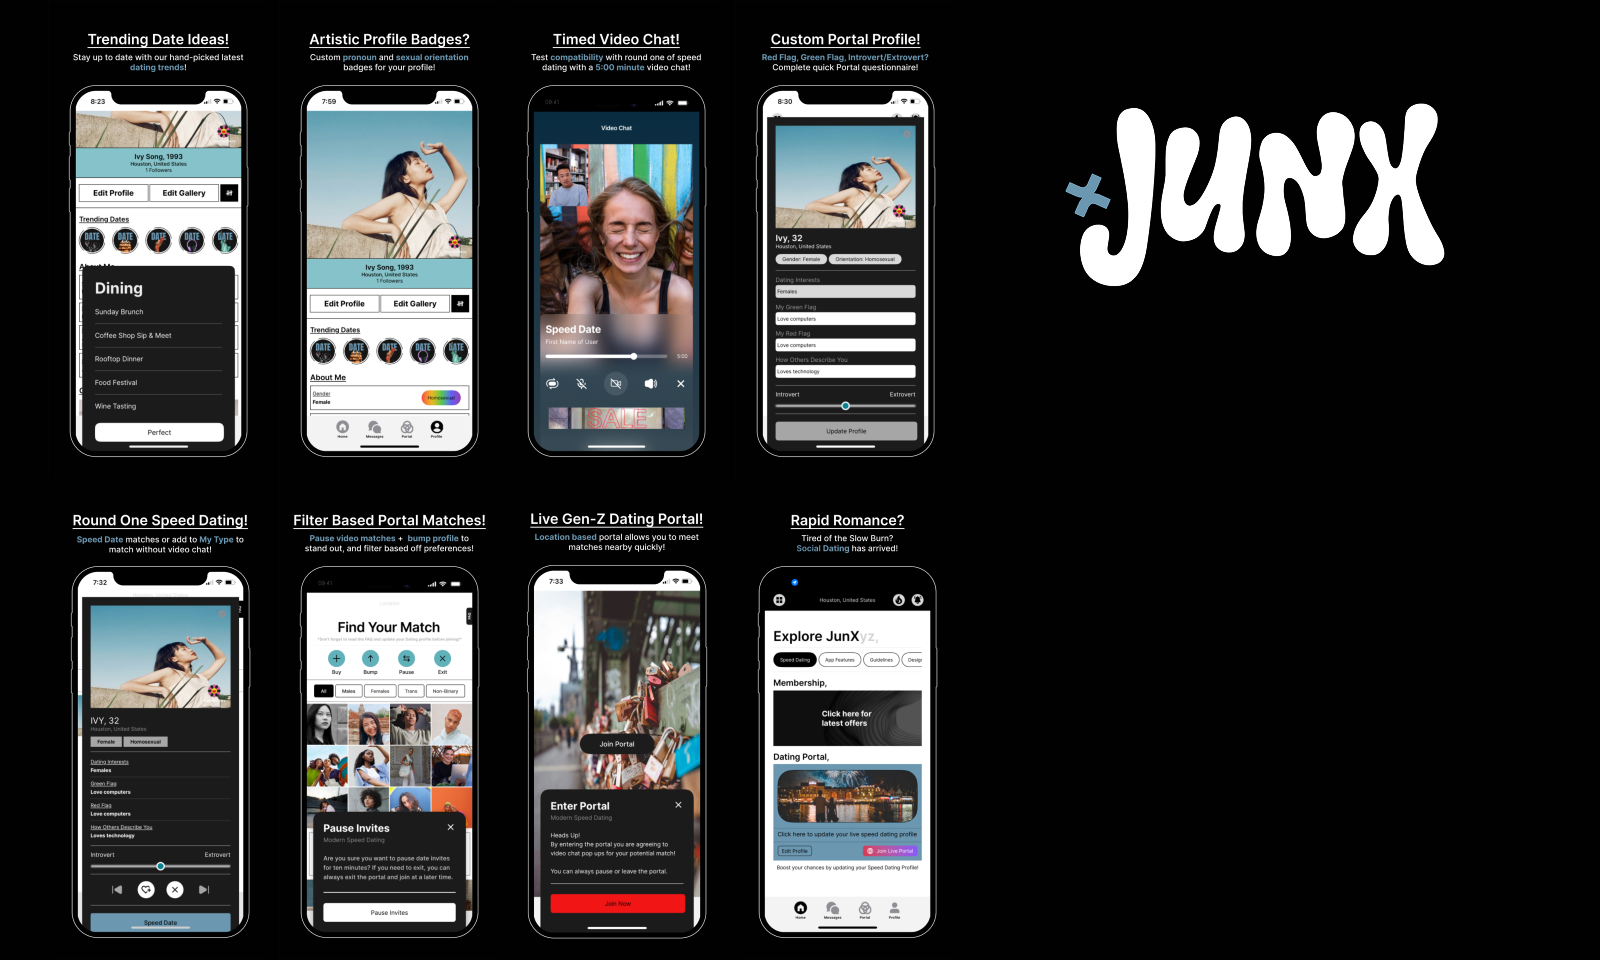 Trending Date Ideas!
Stay up to date with our hand-picked latest
dating trends!
8:23
Ivy Song, 1993
Houston, United States
1 Followers
Edit Profile
Edit Gallery
Trending Dates
DATE
DATE
DATE
DATE
DATE
Dining
Sunday Brunch
Coffee Shop Sip & Meet
Rooftop Dinner
Food Festival
Wine Tasting
Perfect
Artistic Profile Badges?
Custom pronoun and sexual orientation
badges for your profile!
7:59
Ivy Song, 1993
Houston, United States
1 Followers
Edit Profile
Edit Gallery
Trending Dates
DATE
DATE
DATE
DATE
DATE
About Me
Gender
Female
Homosexual
Home
Messages
Portal
Profile
Timed Video Chat!
Test compatibility with round one of speed
dating with a 5:00 minute video chat!
09:41
Video Chat
Speed Date
First Name of User
5:00
SALE
Custom Portal Profile!
Red Flag, Green Flag, Introvert/Extrovert?
Complete quick Portal questionnaire!
8:30
Ivy, 32
Houston, United States
Gender: Female
Orientation: Homosexual
Dating Interests
Females
My Green Flag
Love computers
My Red Flag
Love computers
How Others Describe You
Loves technology
Introvert
Extrovert
Update Profile
+JUNX
Round One Speed Dating!
Speed Date matches or add to My Type to
match without video chat!
7:32
IVY, 32
Houston, United States
Female
Homosexual
Dating Interests
Females
Green Flag
Love computers
Red Flag
Love computers
How Others Describe You
Loves technology
Introvert
Extrovert
Speed Date
Filter Based Portal Matches!
Pause video matches + bump profile to
stand out, and filter based off preferences!
09:41
Location
FAQ
Find Your Match
*Don't forget to read the FAQ and update your dating profile before joining!*
Buy
Bump
Pause
Exit
All
Males
Females
Trans
Non-Binary
Pause Invites
Modern Speed Dating
Are you sure you want to pause date invites
for ten minutes? If you need to exit, you can
always exit the portal and join at a later time.
Pause Invites
Live Gen-Z Dating Portal!
Location based portal allows you to meet
matches nearby quickly!
7:33
Join Portal
Enter Portal
Modern Speed Dating
Heads Up!
By entering the portal you are agreeing to
video chat pop ups for your potential match!
You can always pause or leave the portal.
Join Now
Rapid Romance?
Tired of the Slow Burn?
Social Dating has arrived!
Houston, United States
Explore JunXyz,
Speed Dating
App Features
Guidelines
Desig
Membership,
Click here for
latest offers
Dating Portal,
Click here to update your live speed dating profile
Edit Profile
Join Live Portal
Boost your chances by updating your Speed Dating Profile!
Home
Messages
Portal
Profile